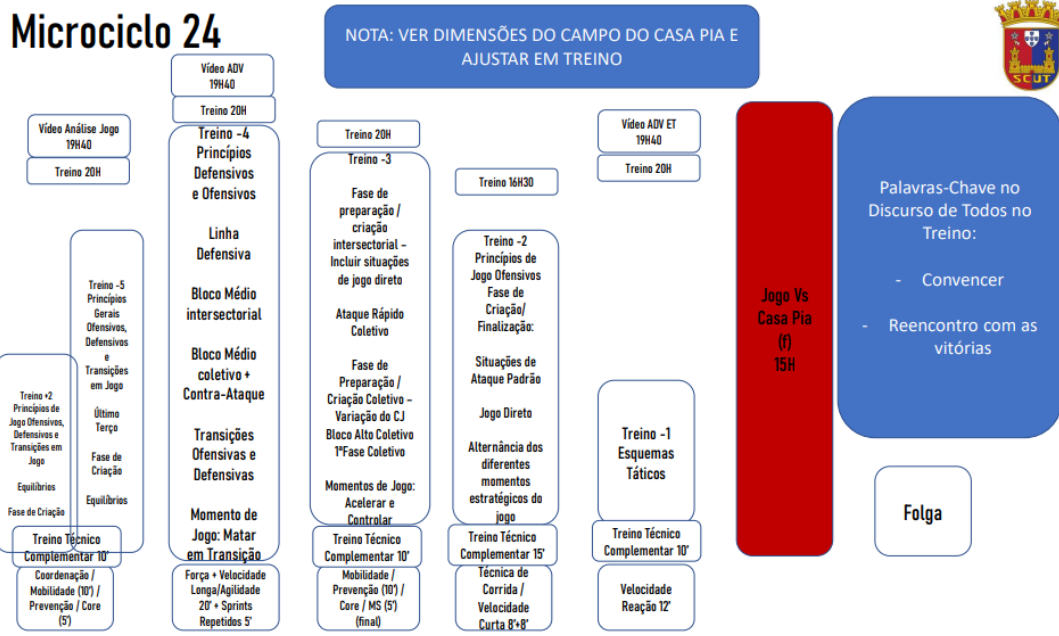 Microciclo 24
NOTA: VER DIMENSÕES DO CAMPO DO CASA PIA E
AJUSTAR EM TREINO
SCUT
Vídeo Análise Jogo
19H40
Treino 20H
Treino +2
Princípios de
Jogo Ofensivos,
Defensivos e
Transições em
Jogo
Equilíbrios
Fase de Criação
Treino -5
Princípios
Gerais
Ofensivos,
Defensivos
e
Transições
em Jogo
Último
Terço
Fase de
Criação
Equilíbrios
Treino Técnico
Complementar 10'
Coordenação /
Mobilidade (10') /
Prevenção / Core
(5')
Vídeo ADV
19H40
Treino 20H
Treino -4
Princípios
Defensivos
e Ofensivos
Linha
Defensiva
Bloco Médio
intersectorial
Bloco Médio
coletivo +
Contra-Ataque
Transições
Ofensivas e
Defensivas
Momento de
Jogo: Matar
em Transição
Força + Velocidade
Longa/Agilidade
20' + Sprints
Repetidos 5'
Treino 20H
Treino -3
Fase de
preparação /
criação
intersectorial –
Incluir situações
de jogo direto
Ataque Rápido
Coletivo
Fase de
Preparação /
Criação Coletivo –
Variação do CJ
Bloco Alto Coletivo
1ªFase Coletivo
Momentos de Jogo:
Acelerar e
Controlar
Treino Técnico
Complementar 10'
Mobilidade /
Prevenção (10') /
Core / MS (5')
(final)
Treino 16H30
Treino -2
Princípios de
Jogo Ofensivos
Fase de
Criação/
Finalização:
Situações de
Ataque Padrão
Jogo Direto
Alternância dos
diferentes
momentos
estratégicos do
jogo
Treino Técnico
Complementar 15'
Técnica de
Corrida /
Velocidade
Curta 8'+8'
Vídeo ADV ET
19H40
Treino 20H
Treino -1
Esquemas
Táticos
Treino Técnico
Complementar 10'
Velocidade
Reação 12'
Jogo Vs
Casa Pia
(f)
15H
Palavras-Chave no
Discurso de Todos no
Treino:
- Convencer
- Reencontro com as
vitórias
Folga